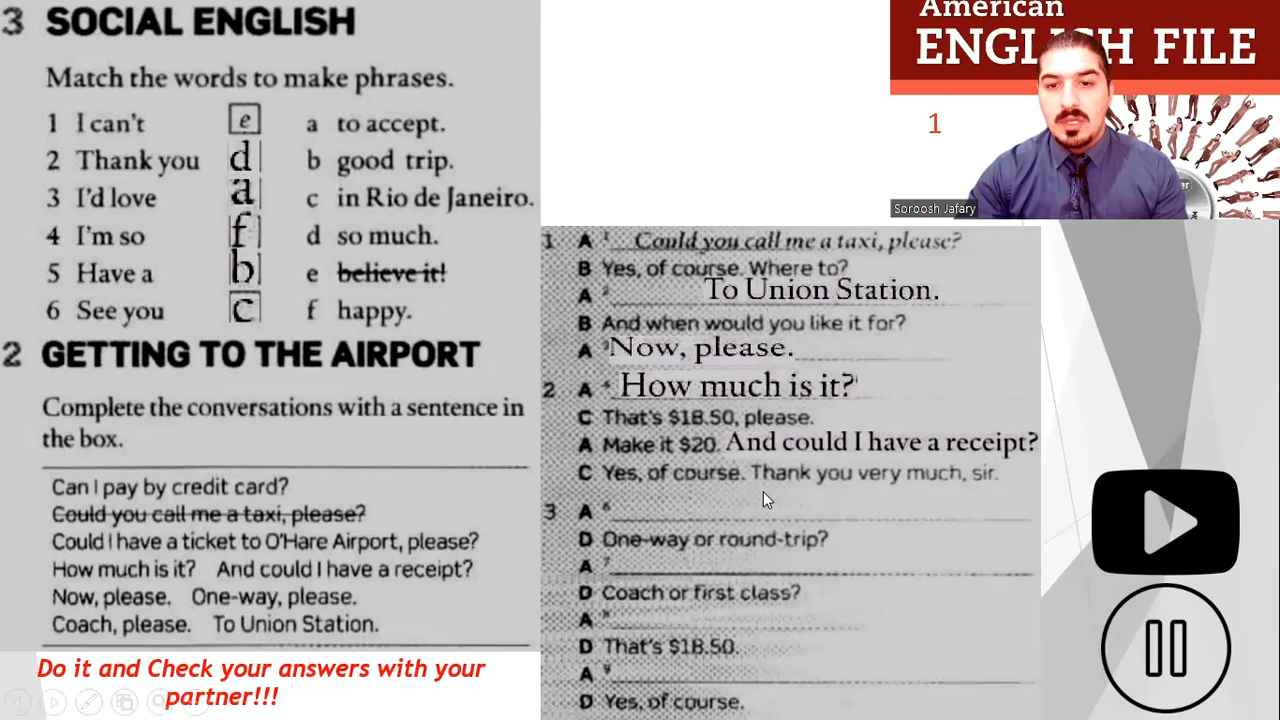 3 SOCIAL ENGLISH
Match the words to make phrases.
1 I can't e a to accept.
2 Thank you d b good trip.
3 I'd love a c in Rio de Janeiro.
4 I'm so f d so much.
5 Have a b e believe it!
6 See you c f happy.
2 GETTING TO THE AIRPORT
Complete the conversations with a sentence in
the box.
Can I pay by credit card?
Could you call me a taxi, please?
Could I have a ticket to O'Hare Airport, please?
How much is it? And could I have a receipt?
Now, please. One-way, please.
Coach, please. To Union Station.
Do it and Check your answers with your
partner!!!
American
ENGLISH FILE
1
Soroosh Jafary
1 A 1 Could you call me a taxi, please?
B Yes, of course. Where to?
A 2 To Union Station.
B And when would you like it for?
A 3 Now, please.
2 A 4 How much is it?
C That's $18.50, please.
A Make it $20. And could I have a receipt?
C Yes, of course. Thank you very much, sir.
3 A 6
D One-way or round-trip?
A 7
D Coach or first class?
A 8
D That's $18.50.
A 9
D Yes, of course.